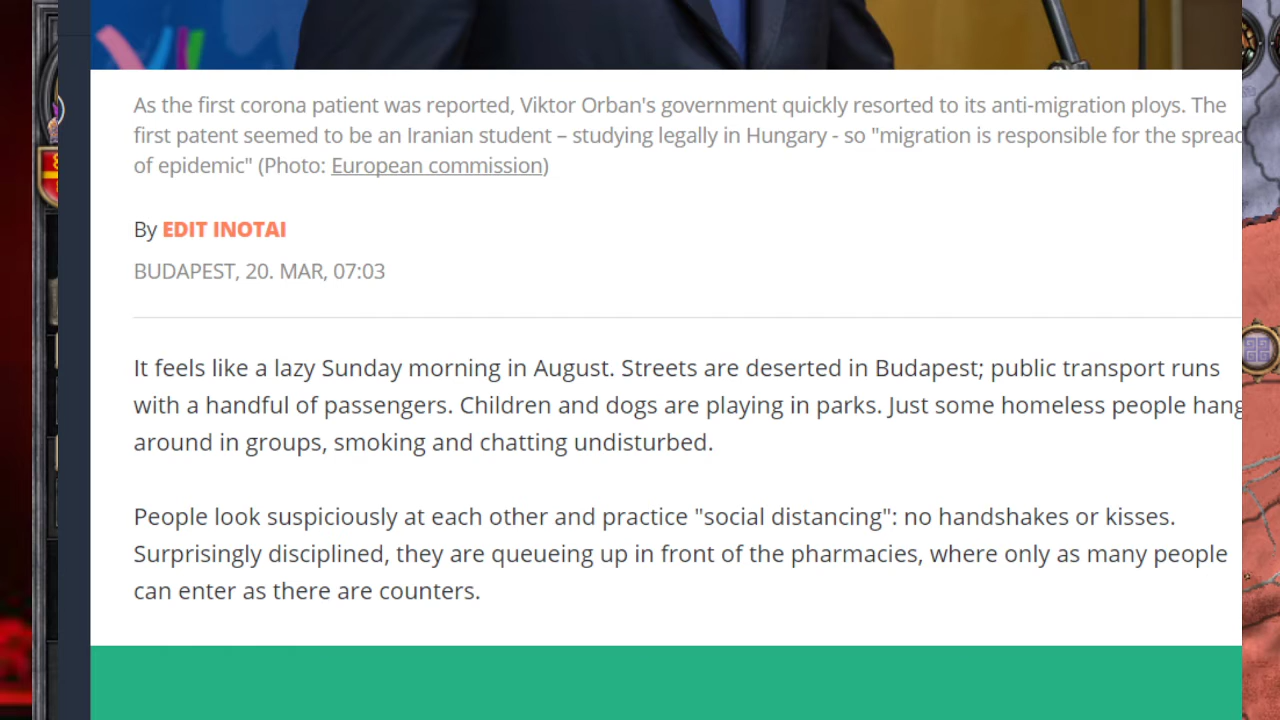 As the first corona patient was reported, Viktor Orban's government quickly resorted to its anti-migration ploys. The
first patent seemed to be an Iranian student – studying legally in Hungary - so "migration is responsible for the spread
of epidemic" (Photo: European commission)
By EDIT INOTAI
BUDAPEST, 20. MAR, 07:03
It feels like a lazy Sunday morning in August. Streets are deserted in Budapest; public transport runs
with a handful of passengers. Children and dogs are playing in parks. Just some homeless people hang
around in groups, smoking and chatting undisturbed.
People look suspiciously at each other and practice "social distancing": no handshakes or kisses.
Surprisingly disciplined, they are queueing up in front of the pharmacies, where only as many people
can enter as there are counters.